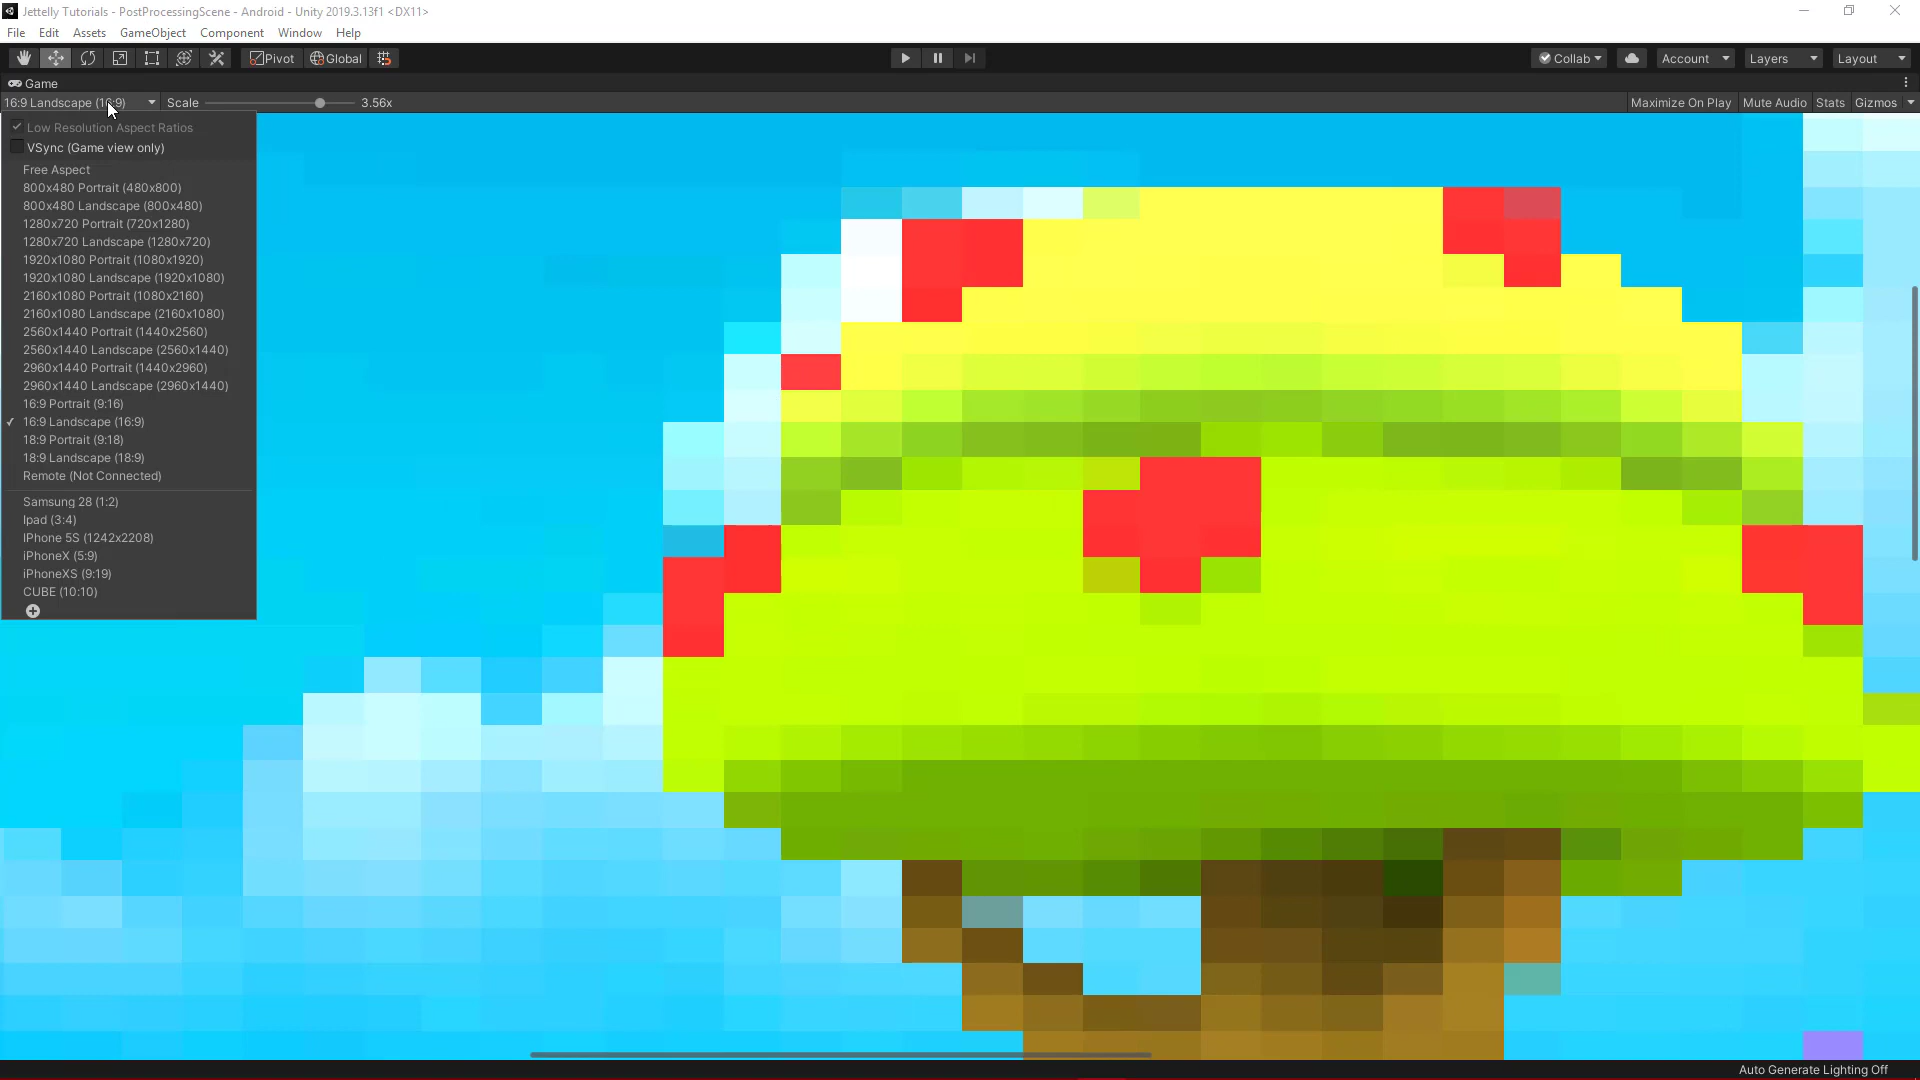 Jettelly Tutorials - PostProcessingScene - Android - Unity 2019.3.13f1 <DX11>
File Edit Assets GameObject Component Window Help
Pivot Global Collab Account Layers Layout
Game
16:9 Landscape (16:9) Scale 3.56x Maximize On Play Mute Audio Stats Gizmos
Low Resolution Aspect Ratios
VSync (Game view only)
Free Aspect
800x480 Portrait (480x800)
800x480 Landscape (800x480)
1280x720 Portrait (720x1280)
1280x720 Landscape (1280x720)
1920x1080 Portrait (1080x1920)
1920x1080 Landscape (1920x1080)
2160x1080 Portrait (1080x2160)
2160x1080 Landscape (2160x1080)
2560x1440 Portrait (1440x2560)
2560x1440 Landscape (2560x1440)
2960x1440 Portrait (1440x2960)
2960x1440 Landscape (2960x1440)
16:9 Portrait (9:16)
16:9 Landscape (16:9)
18:9 Portrait (9:18)
18:9 Landscape (18:9)
Remote (Not Connected)
Samsung 28 (1:2)
Ipad (3:4)
IPhone 5S (1242x2208)
iPhoneX (5:9)
iPhoneXS (9:19)
CUBE (10:10)
Auto Generate Lighting Off